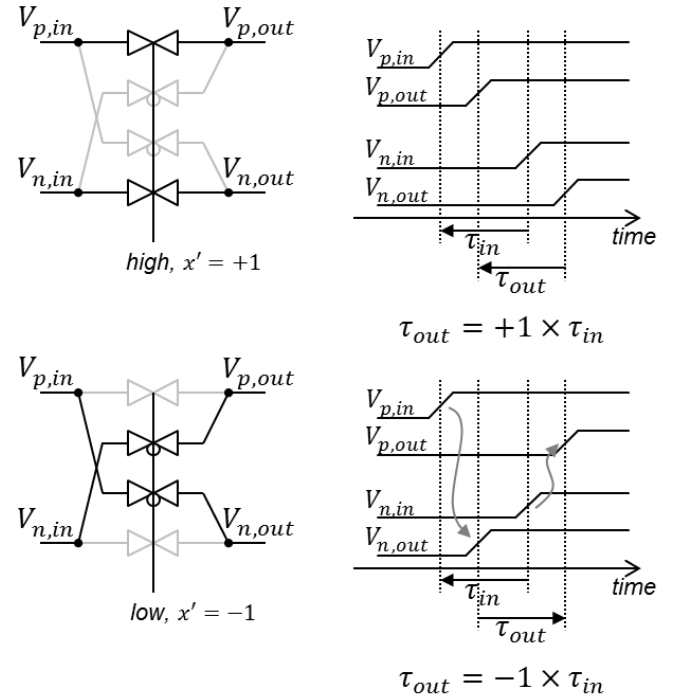 V_{p,in}
V_{p,out}
V_{n,in}
V_{n,out}
high, x′ = +1
V_{p,in}
V_{p,out}
V_{n,in}
V_{n,out}
time
τ_{in}
τ_{out}
τ_{out} = +1 × τ_{in}
V_{p,in}
V_{p,out}
V_{n,in}
V_{n,out}
low, x′ = −1
V_{p,in}
V_{p,out}
V_{n,in}
V_{n,out}
time
τ_{in}
τ_{out}
τ_{out} = −1 × τ_{in}